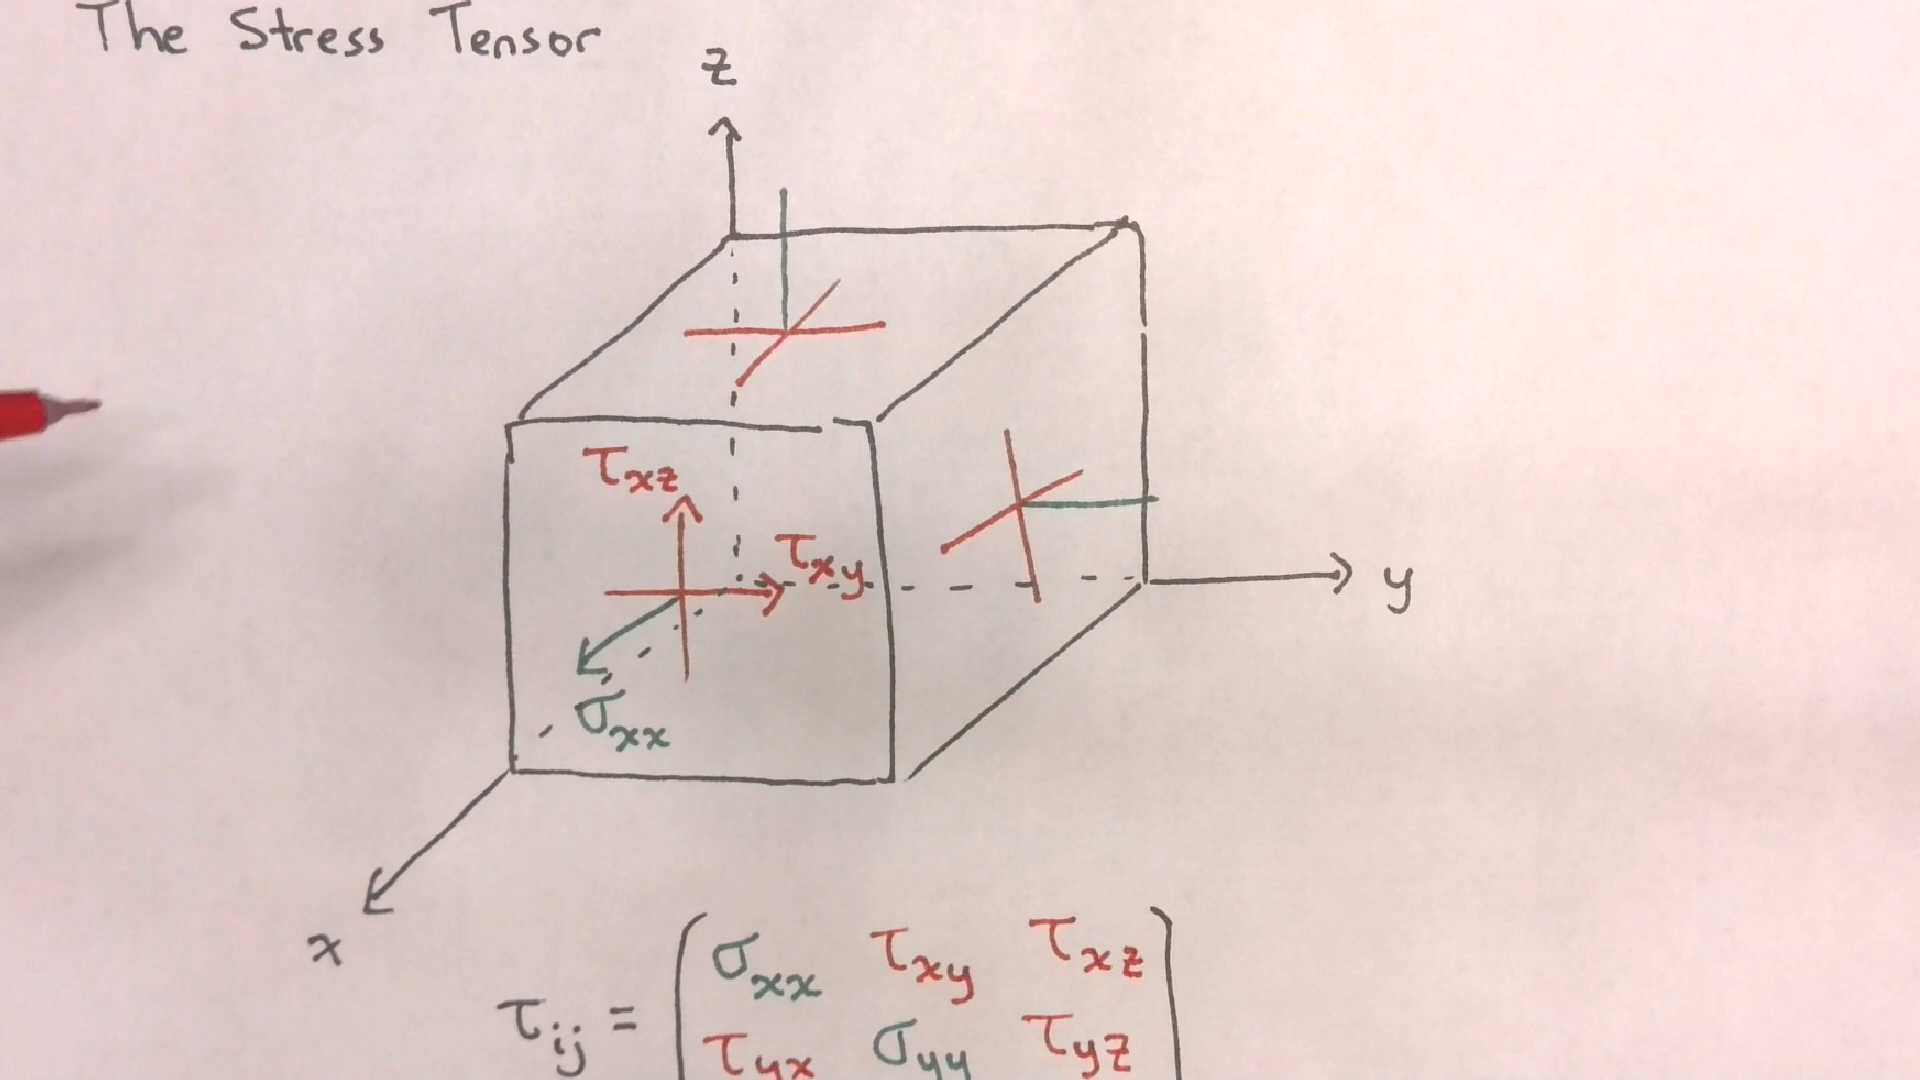 The Stress Tensor
z
τxz
τxy
y
σxx
x
τij = ( σxx τxy τxz
τyx σyy τyz